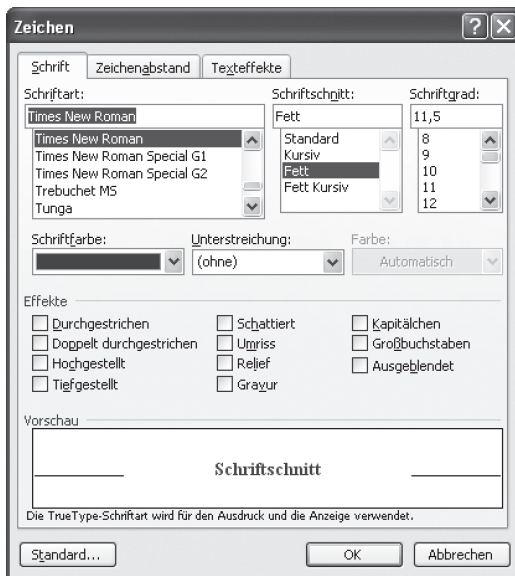 Zeichen
Schrift Zeichenabstand Texteffekte
Schriftart: Schriftschnitt: Schriftgrad:
Times New Roman Fett 11,5
Times New Roman Standard 8
Times New Roman Special G1 Kursiv 9
Times New Roman Special G2 Fett 10
Trebuchet MS Fett Kursiv 11
Tunga 12
Schriftfarbe: Unterstreichung: Farbe:
(ohne) Automatisch
Effekte
Durchgestrichen Schattiert Kapitälchen
Doppelt durchgestrichen Umriss Großbuchstaben
Hochgestellt Relief Ausgeblendet
Tiefgestellt Gravur
Vorschau
Schriftschnitt
Die TrueType-Schriftart wird für den Ausdruck und die Anzeige verwendet.
Standard... OK Abbrechen